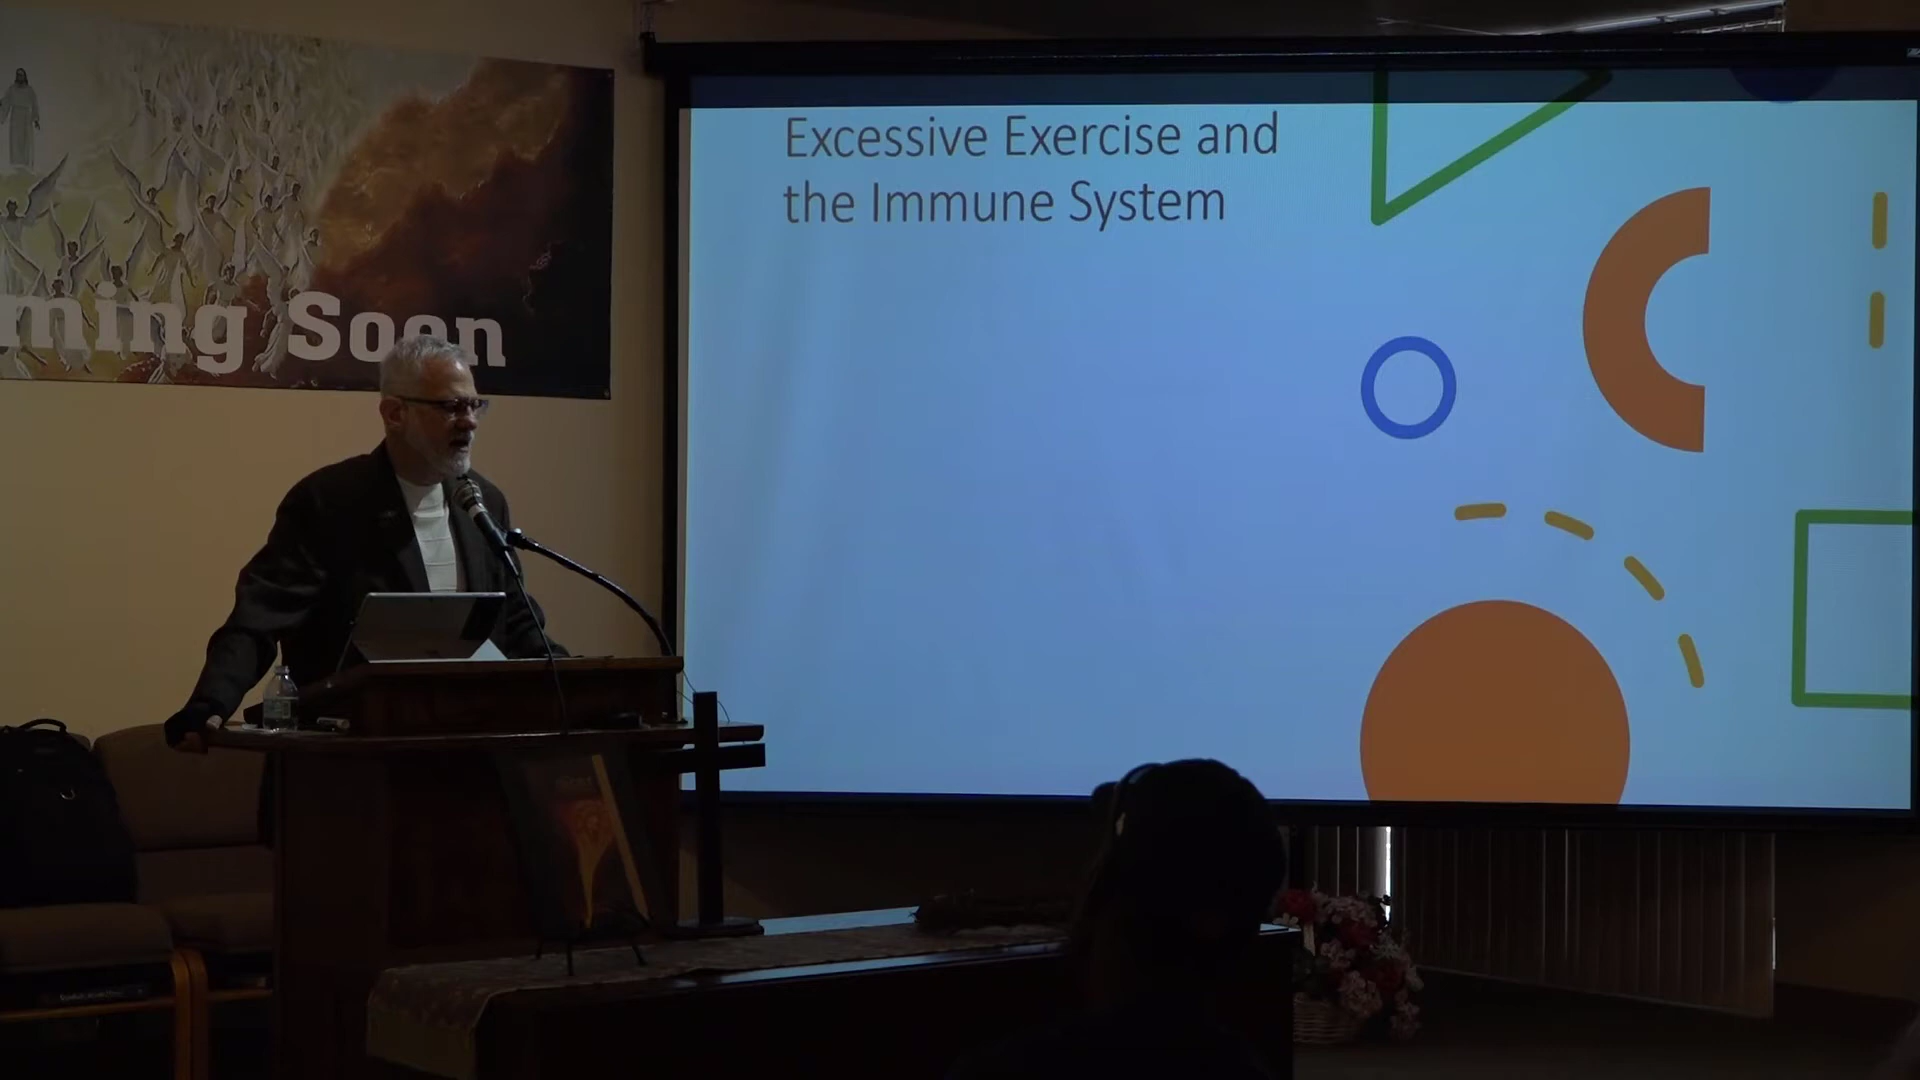 ming Soon
Excessive Exercise and
the Immune System